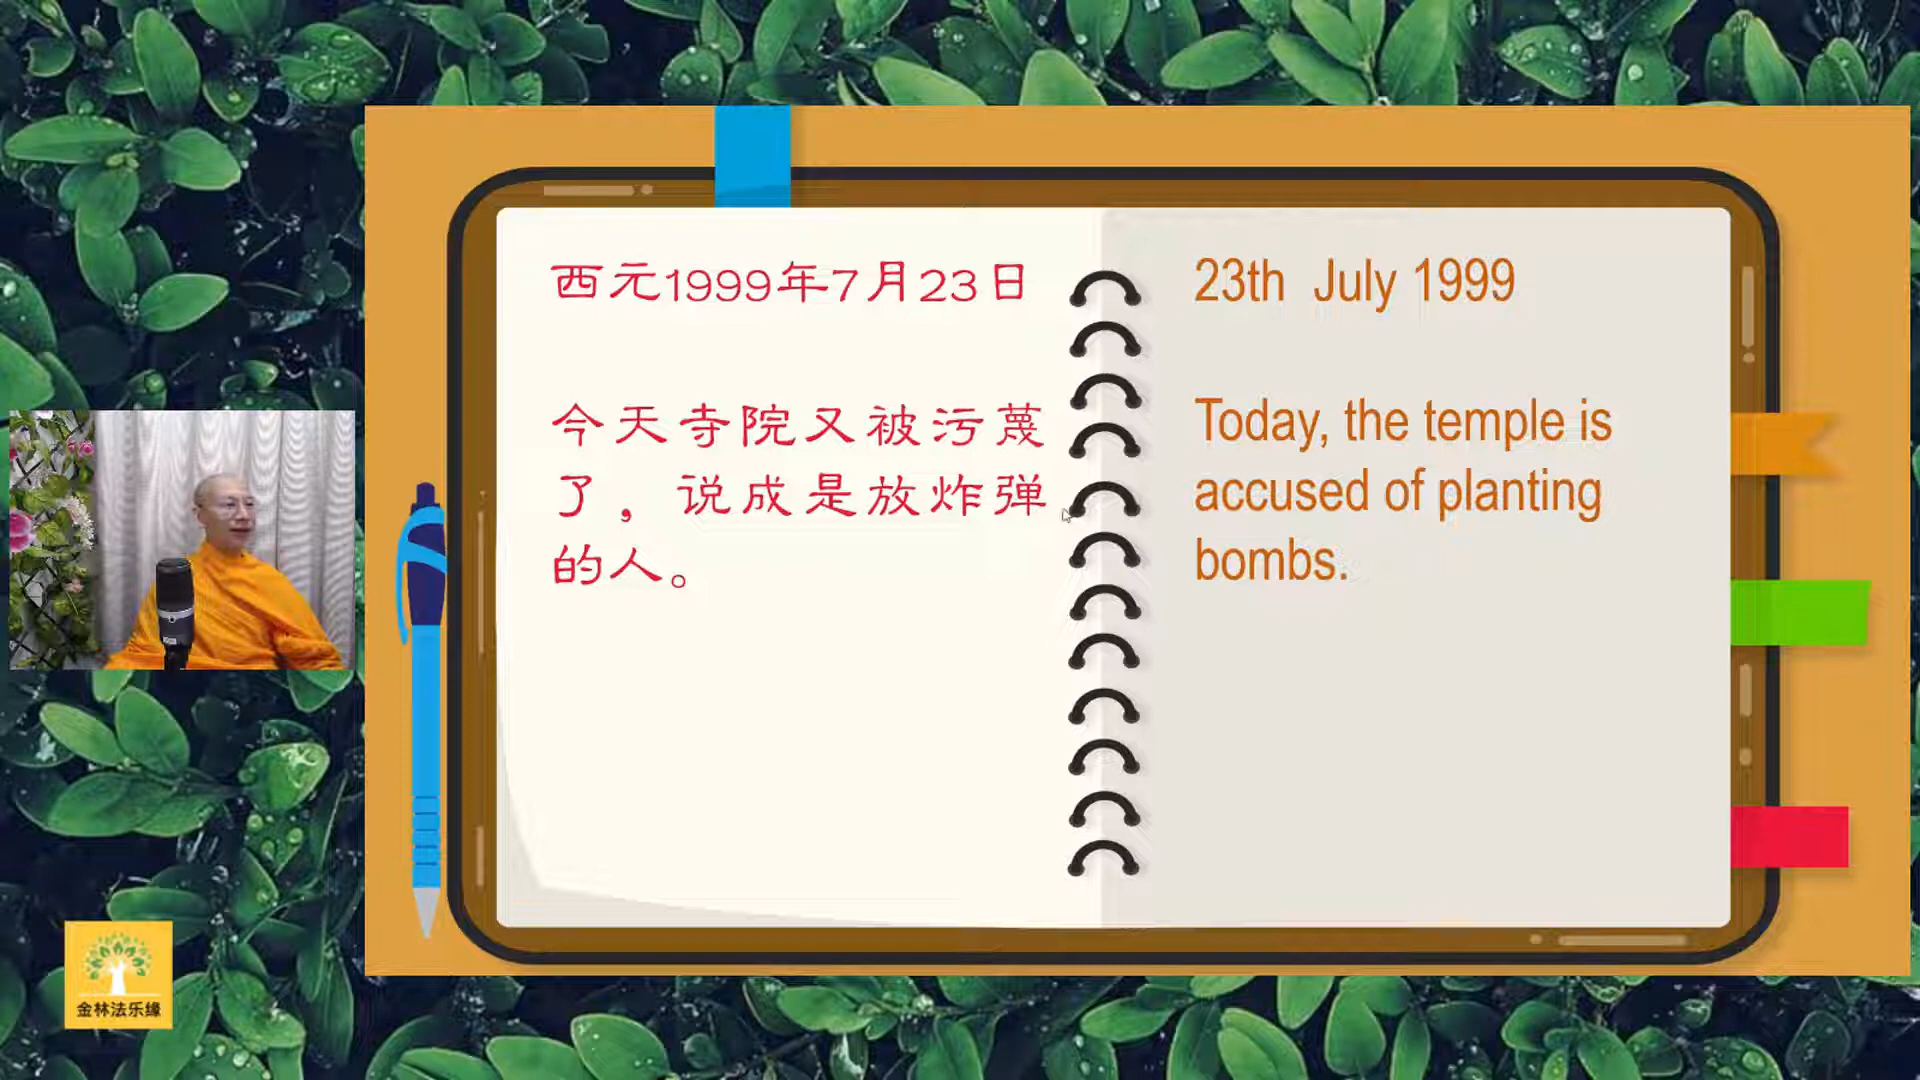 西元1999年7月23日
今天寺院又被污蔑
了，说成是放炸弹
的人。
23th July 1999
Today, the temple is
accused of planting
bombs.
金林法乐缘